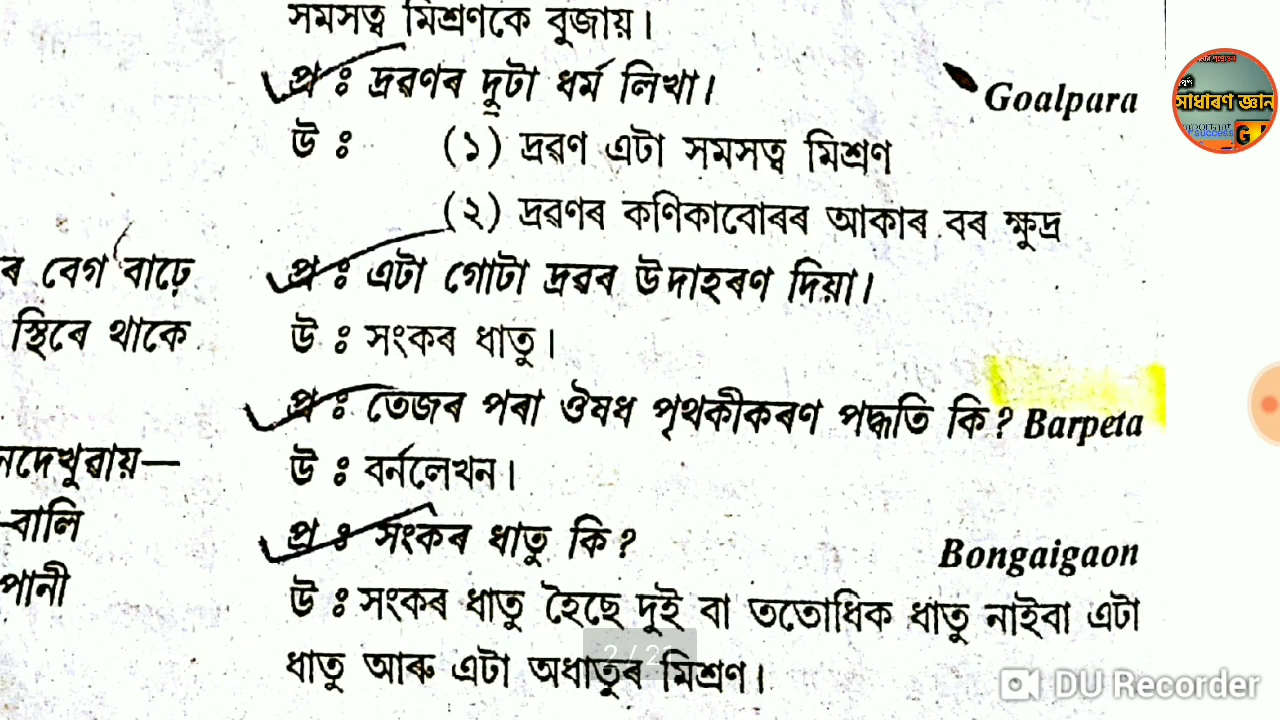 সমসত্ব মিশ্ৰণকে বুজায়।
প্ৰ ঃ দ্ৰৱণৰ দুটা ধৰ্ম লিখা।
Goalpara
উ ঃ (১) দ্ৰৱণ এটা সমসত্ব মিশ্ৰণ
(২) দ্ৰৱণৰ কণিকাবোৰৰ আকাৰ বৰ ক্ষুদ্ৰ
প্ৰ ঃ এটা গোটা দ্ৰৱৰ উদাহৰণ দিয়া।
উ ঃ সংকৰ ধাতু।
প্ৰ ঃ তেজৰ পৰা ঔষধ পৃথকীকৰণ পদ্ধতি কি? Barpeta
উ ঃ বৰ্নলেখন।
প্ৰ ঃ সংকৰ ধাতু কি?
Bongaigaon
উ ঃ সংকৰ ধাতু হৈছে দুই বা ততোধিক ধাতু নাইবা এটা
ধাতু আৰু এটা অধাতুৰ মিশ্ৰণ।
ৰ বেগ বাঢ়ে
স্থিৰে থাকে
নদেখুৱায়—
—বালি
পানী
সাধাৰণ জ্ঞান
SUCCESS
G
DU Recorder